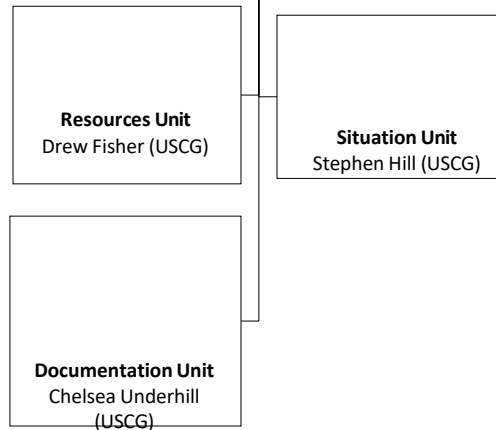 Resources Unit
Drew Fisher (USCG)
Situation Unit
Stephen Hill (USCG)
Documentation Unit
Chelsea Underhill
(USCG)